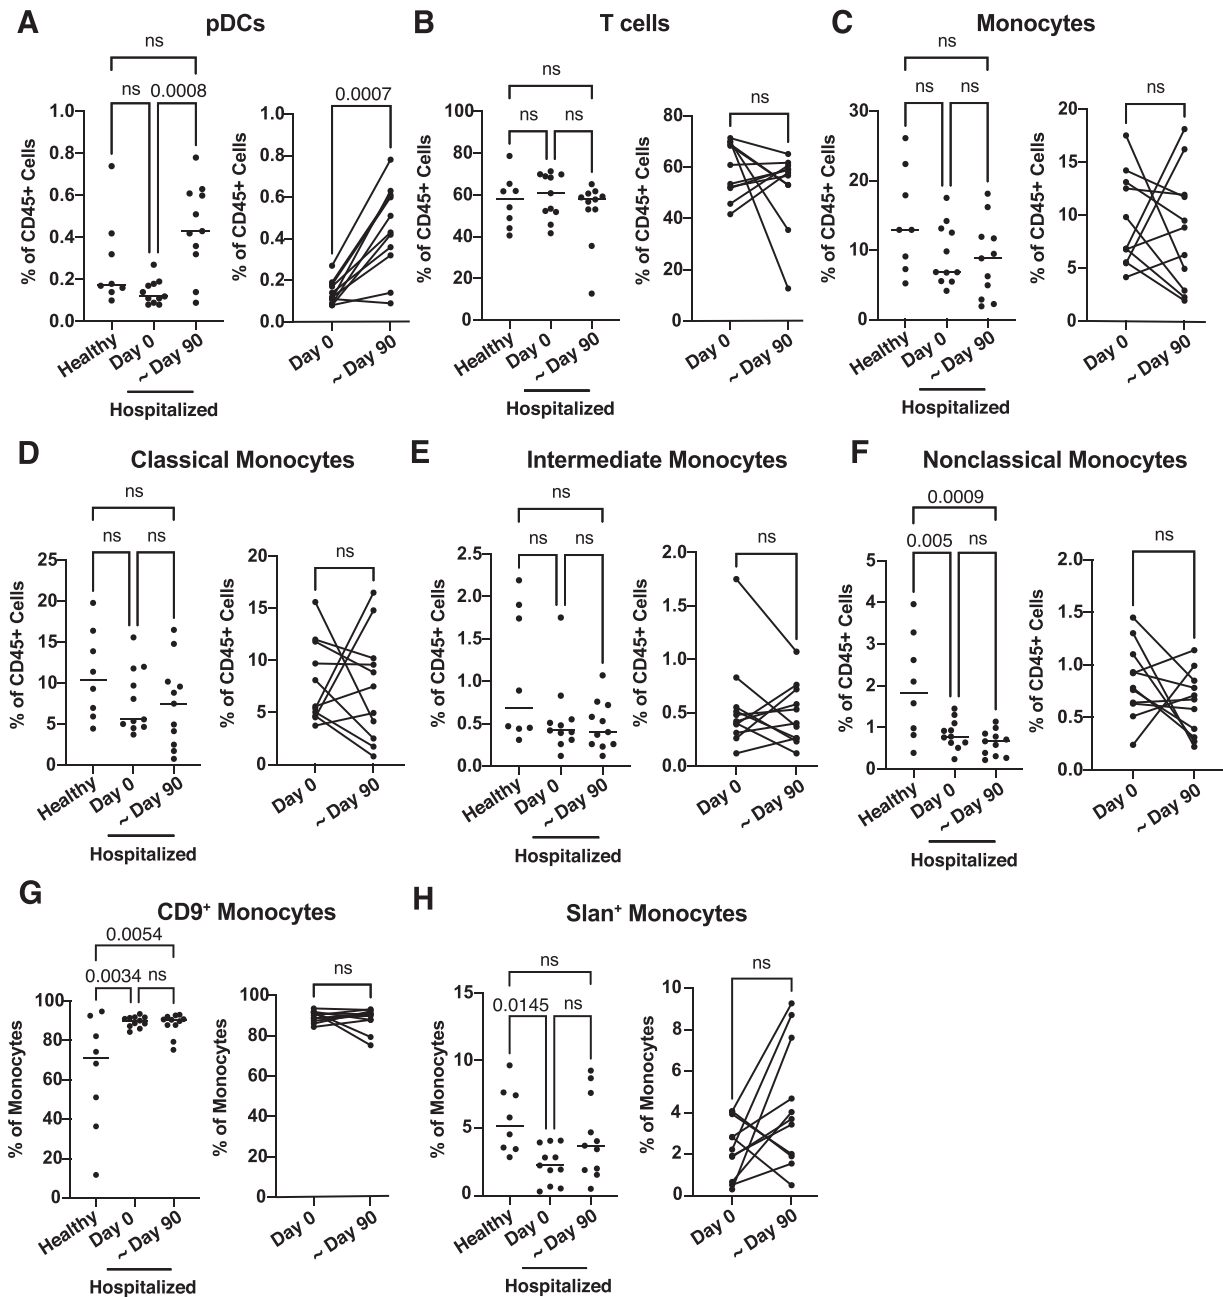 A
pDCs
ns
ns
0.0008
1.0
0.8
0.6
0.4
0.2
0.0
% of CD45+ Cells
Healthy
Day 0
~ Day 90
Hospitalized
0.0007
1.0
0.8
0.6
0.4
0.2
0.0
% of CD45+ Cells
Day 0
~ Day 90
B
T cells
ns
ns
ns
100
80
60
40
20
0
% of CD45+ Cells
Healthy
Day 0
~ Day 90
Hospitalized
ns
80
60
40
20
0
% of CD45+ Cells
Day 0
~ Day 90
C
Monocytes
ns
ns
ns
30
20
10
0
% of CD45+ Cells
Healthy
Day 0
~ Day 90
Hospitalized
ns
20
15
10
5
0
% of CD45+ Cells
Day 0
~ Day 90
D
Classical Monocytes
ns
ns
ns
25
20
15
10
5
0
% of CD45+ Cells
Healthy
Day 0
~ Day 90
Hospitalized
ns
20
15
10
5
0
% of CD45+ Cells
Day 0
~ Day 90
E
Intermediate Monocytes
ns
ns
ns
2.5
2.0
1.5
1.0
0.5
0.0
% of CD45+ Cells
Healthy
Day 0
~ Day 90
Hospitalized
ns
2.0
1.5
1.0
0.5
0.0
% of CD45+ Cells
Day 0
~ Day 90
F
Nonclassical Monocytes
0.0009
0.005
ns
5
4
3
2
1
0
% of CD45+ Cells
Healthy
Day 0
~ Day 90
Hospitalized
ns
2.0
1.5
1.0
0.5
0.0
% of CD45+ Cells
Day 0
~ Day 90
G
CD9⁺ Monocytes
0.0054
0.0034
ns
100
80
60
40
20
0
% of Monocytes
Healthy
Day 0
~ Day 90
Hospitalized
ns
100
80
60
40
20
0
% of Monocytes
Day 0
~ Day 90
H
Slan⁺ Monocytes
ns
0.0145
ns
15
10
5
0
% of Monocytes
Healthy
Day 0
~ Day 90
Hospitalized
ns
10
8
6
4
2
0
% of Monocytes
Day 0
~ Day 90